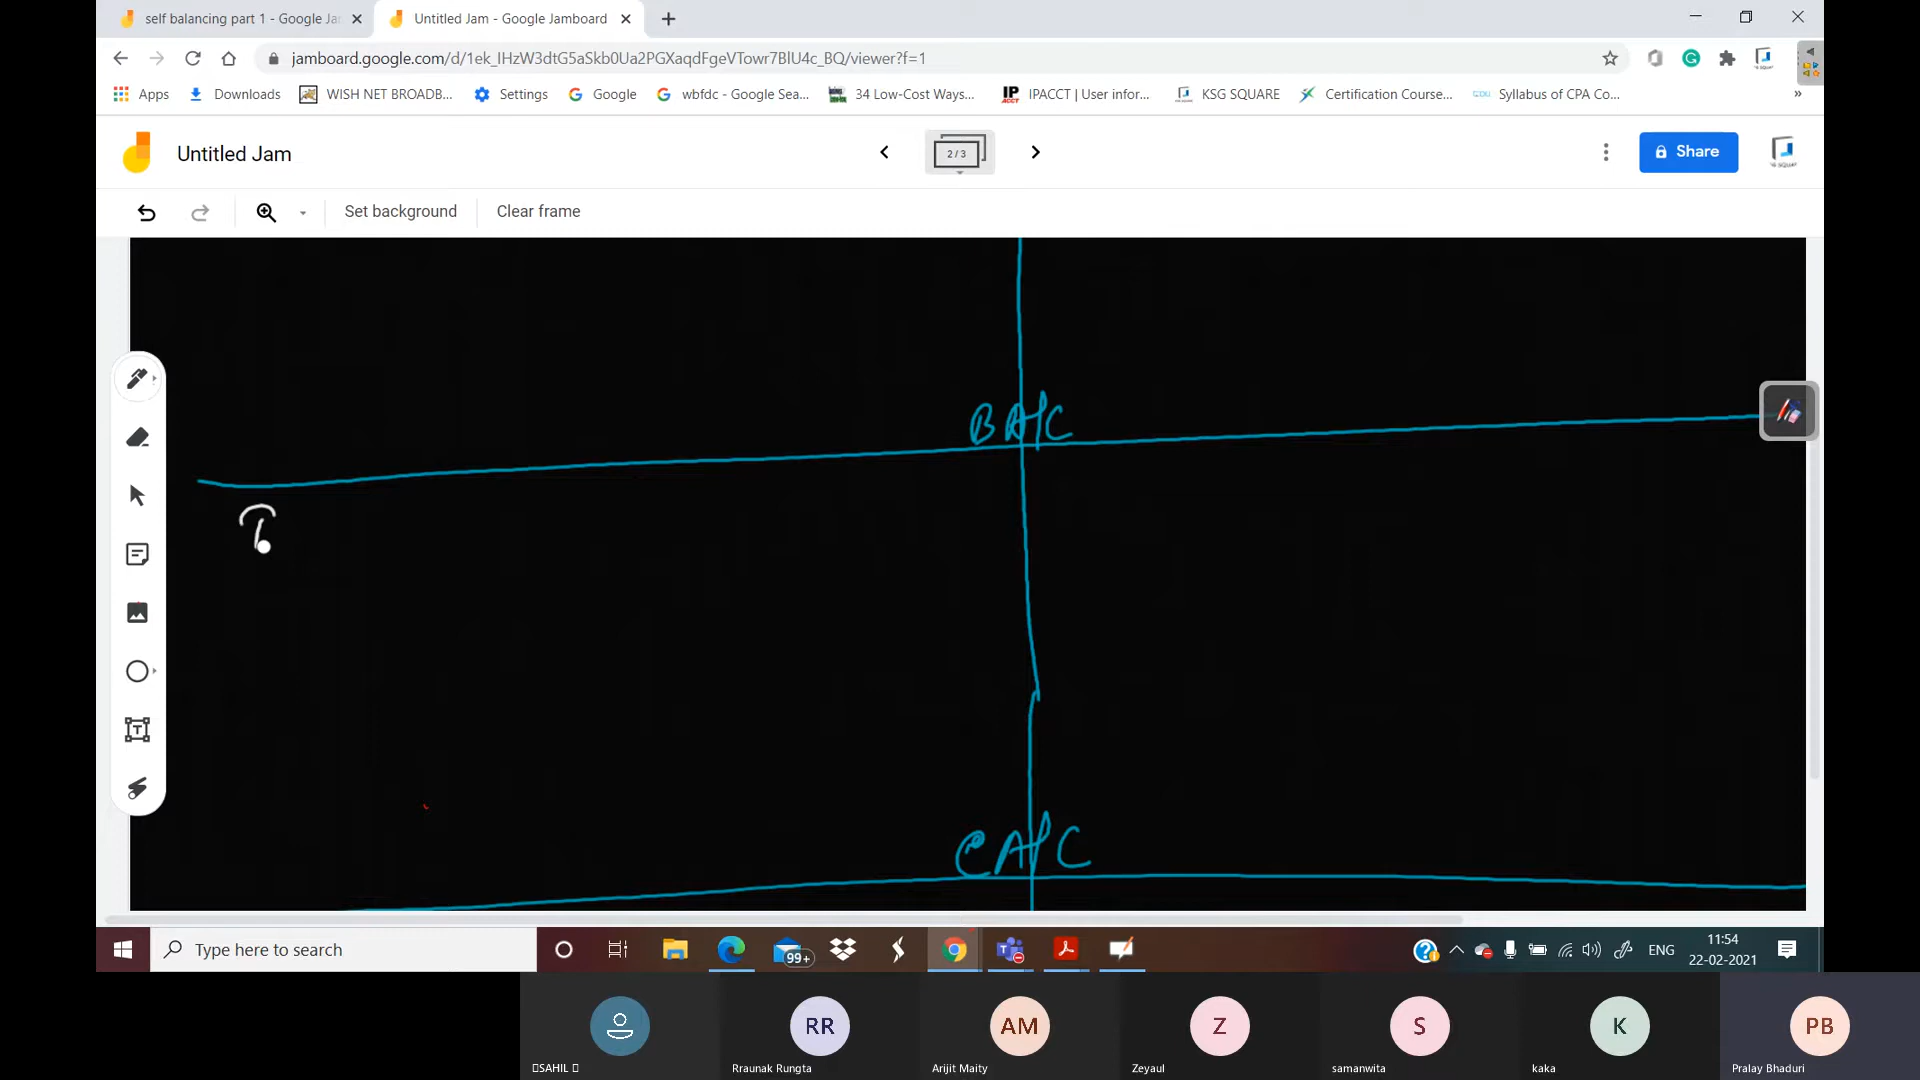 self balancing part 1 - Google Ja
Untitled Jam - Google Jamboard
jamboard.google.com/d/1ek_IHzW3dtG5aSkb0Ua2PGXaqdFgeVTowr7BlU4c_BQ/viewer?f=1
Apps
Downloads
WISH NET BROADB...
Settings
Google
wbfdc - Google Sea...
34 Low-Cost Ways...
IPACCT | User infor...
KSG SQUARE
Certification Course...
Syllabus of CPA Co...
»
Untitled Jam
2 / 3
Share
Set background
Clear frame
B A/C
T
C A/C
Type here to search
99+
ENG
11:54
22-02-2021
RR
AM
Z
S
K
PB
SAHIL
Rraunak Rungta
Arijit Maity
Zeyaul
samanwita
kaka
Pralay Bhaduri